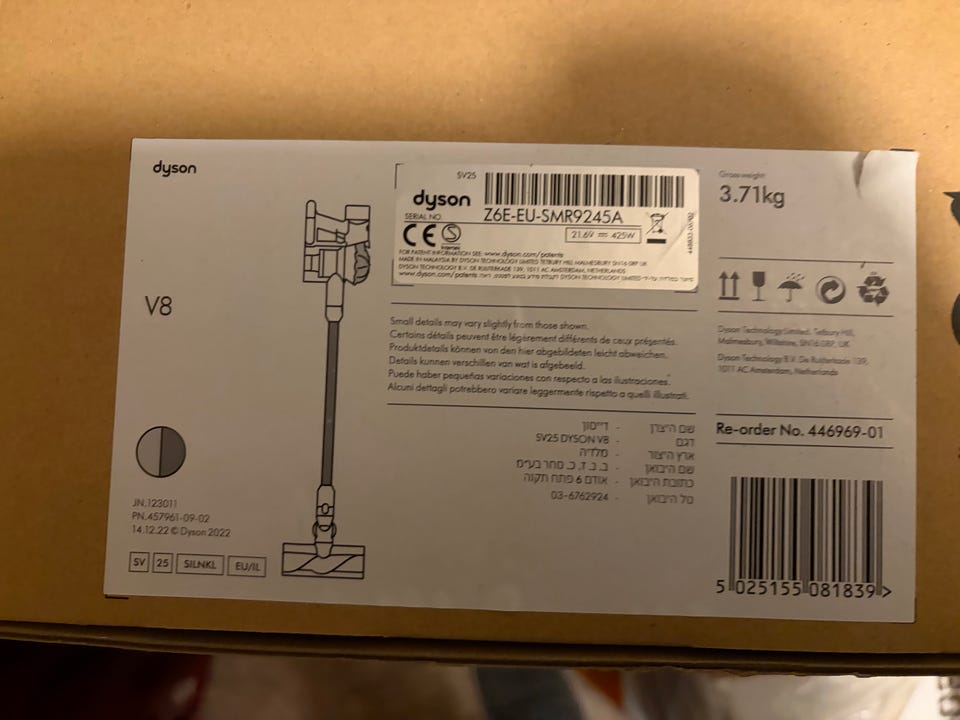 dyson
V8
JN.123011
PN.457961-09-02
14.12.22 © Dyson 2022
SV 25 SILNKL EU/IL
SV25
dyson
SERIAL NO.
Z6E-EU-SMR9245A
CE
21.6V 425W
FOR PATENT INFORMATION SEE: www.dyson.com/patents
MADE IN MALAYSIA BY DYSON TECHNOLOGY LIMITED TETBURY HILL MALMESBURY SN16 0RP UK
DYSON TECHNOLOGY B.V. DE RUIJTERKADE 139, 1011 AC AMSTERDAM, NETHERLANDS
www.dyson.com/patents
Small details may vary slightly from those shown.
Certains détails peuvent être légèrement différents de ceux présentés.
Produktdetails können von den hier abgebildeten leicht abweichen.
Details kunnen verschillen van wat is afgebeeld.
Puede haber pequeñas variaciones con respecto a las ilustraciones.
Alcuni dettagli potrebbero variare leggermente rispetto a quelli illustrati.
שם היצרן - דייסון
דגם - SV25 DYSON V8
ארץ הייצור - מלזיה
שם היבואן - ב.נ.ז.כ. סחר בע"מ
כתובת היבואן - אודם 6 פתח תקוה
טל היבואן - 03-6762924
Gross weight
3.71kg
Dyson Technology Limited. Tetbury Hill,
Malmesbury, Wiltshire, SN16 0RP, UK
Dyson Technology B.V. De Ruijterkade 139,
1011 AC Amsterdam, Netherlands
Re-order No. 446969-01
5 025155 081839 >